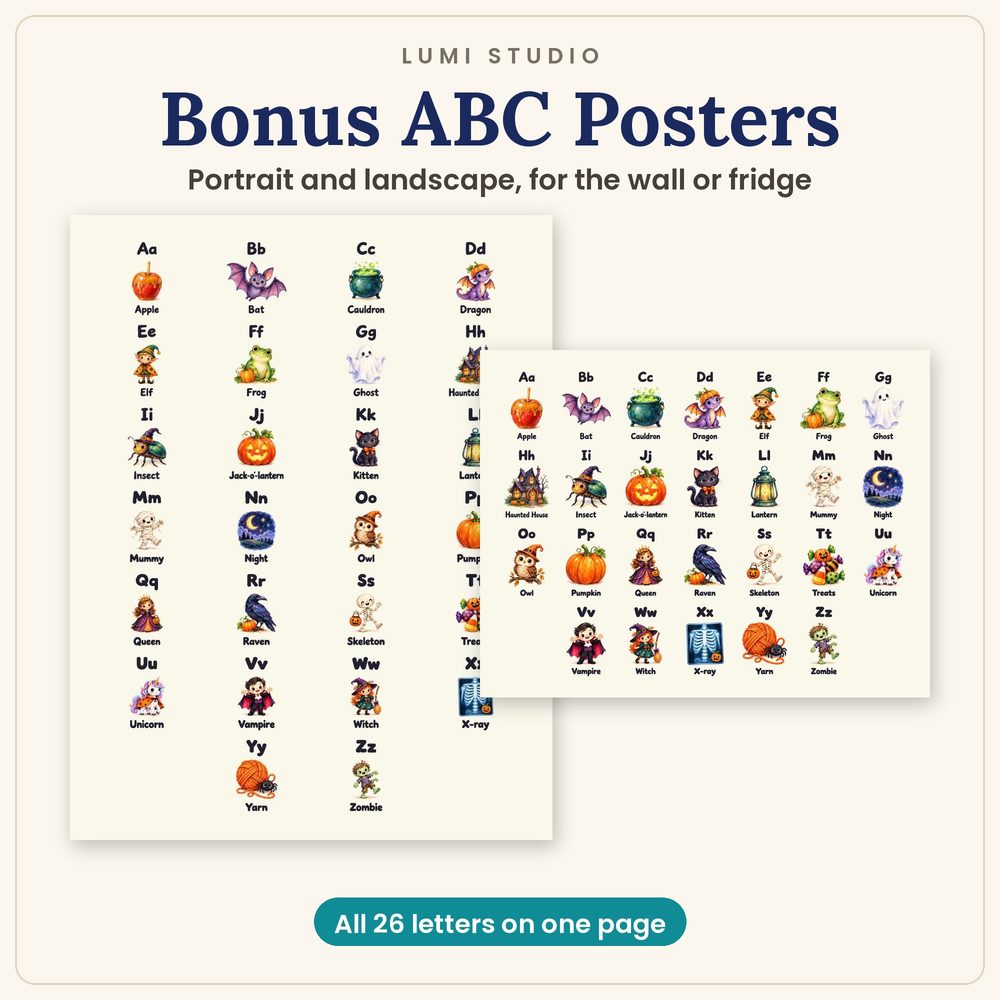 LUMI STUDIO
Bonus ABC Posters
Portrait and landscape, for the wall or fridge
Aa Bb Cc Dd
Apple Bat Cauldron Dragon
Ee Ff Gg Hh
Elf Frog Ghost Haunted
Ii Jj Kk
Insect Jack-o'-lantern Kitten
Mm Nn Oo
Mummy Night Owl
Qq Rr Ss
Queen Raven Skeleton
Uu Vv Ww
Unicorn Vampire Witch X-ray
Yy Zz
Yarn Zombie
Aa Bb Cc Dd Ee Ff Gg
Apple Bat Cauldron Dragon Elf Frog Ghost
Hh Ii Jj Kk Ll Mm Nn
Haunted House Insect Jack-o'-lantern Kitten Lantern Mummy Night
Oo Pp Qq Rr Ss Tt Uu
Owl Pumpkin Queen Raven Skeleton Treats Unicorn
Vv Ww Xx Yy Zz
Vampire Witch X-ray Yarn Zombie
All 26 letters on one page